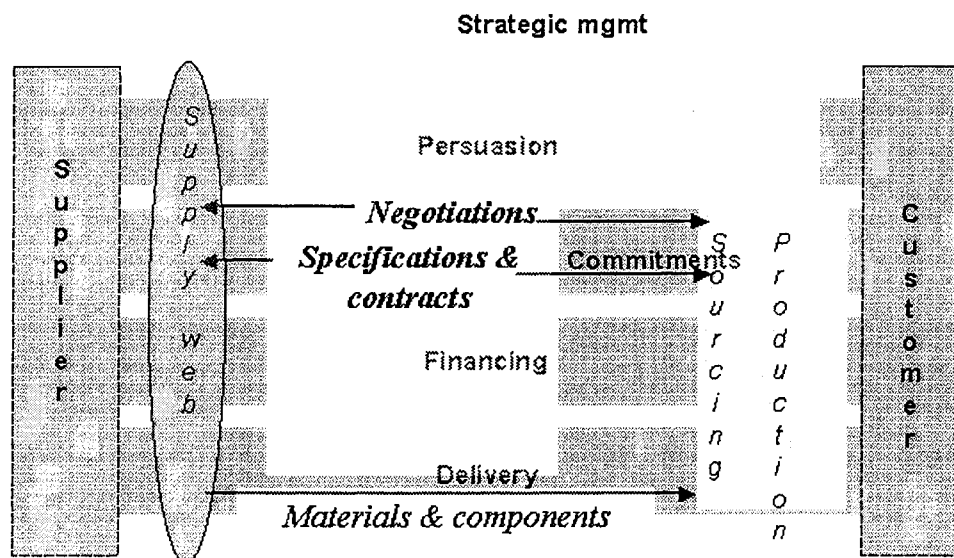 Strategic mgmt
Supplier
Supply web
Persuasion
Negotiations
Specifications &
contracts
Commitments
Financing
Delivery
Materials & components
Sourcing
Production
Customer